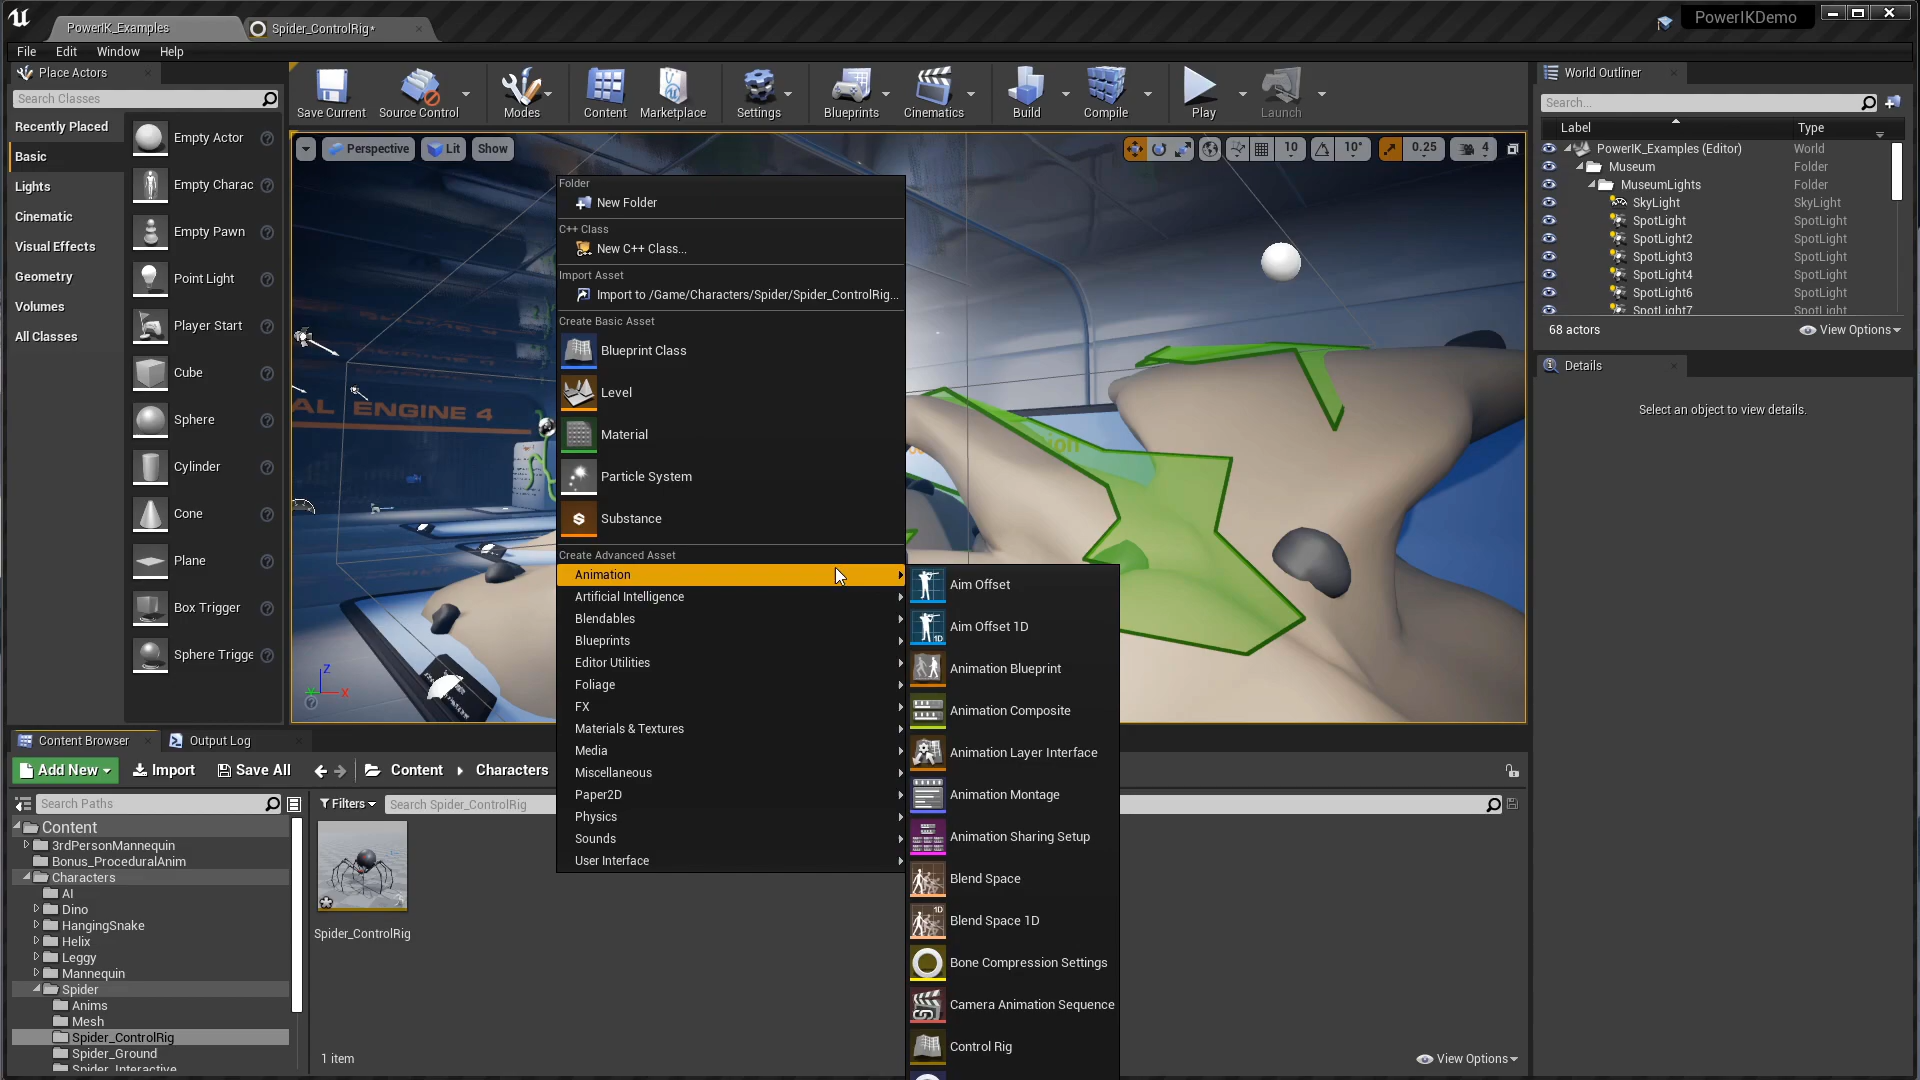 PowerIK_Examples
Spider_ControlRig*
PowerIKDemo
File Edit Window Help
Place Actors
Search Classes
Recently Placed
Basic
Lights
Cinematic
Visual Effects
Geometry
Volumes
All Classes
Empty Actor
Empty Charac
Empty Pawn
Point Light
Player Start
Cube
Sphere
Cylinder
Cone
Plane
Box Trigger
Sphere Trigge
Save Current
Source Control
Modes
Content
Marketplace
Settings
Blueprints
Cinematics
Build
Compile
Play
Launch
Perspective
Lit
Show
10
10°
0.25
4
AL ENGINE 4
Z
X
Folder
New Folder
C++ Class
New C++ Class...
Import Asset
Import to /Game/Characters/Spider/Spider_ControlRig...
Create Basic Asset
Blueprint Class
Level
Material
Particle System
Substance
Create Advanced Asset
Animation
Artificial Intelligence
Blendables
Blueprints
Editor Utilities
Foliage
FX
Materials & Textures
Media
Miscellaneous
Paper2D
Physics
Sounds
User Interface
Aim Offset
1D
Aim Offset 1D
Animation Blueprint
Animation Composite
Animation Layer Interface
Animation Montage
Animation Sharing Setup
Blend Space
1D
Blend Space 1D
Bone Compression Settings
Camera Animation Sequence
Control Rig
World Outliner
Search...
Label Type
PowerIK_Examples (Editor) World
Museum Folder
MuseumLights Folder
SkyLight SkyLight
SpotLight SpotLight
SpotLight2 SpotLight
SpotLight3 SpotLight
SpotLight4 SpotLight
SpotLight6 SpotLight
SpotLight7 SpotLight
68 actors
View Options
Details
Select an object to view details.
Content Browser
Output Log
Add New
Import
Save All
Content
Characters
Search Paths
Filters
Search Spider_ControlRig
Content
3rdPersonMannequin
Bonus_ProceduralAnim
Characters
AI
Dino
HangingSnake
Helix
Leggy
Mannequin
Spider
Anims
Mesh
Spider_ControlRig
Spider_Ground
Spider_Interactive
Spider_ControlRig
1 item
View Options